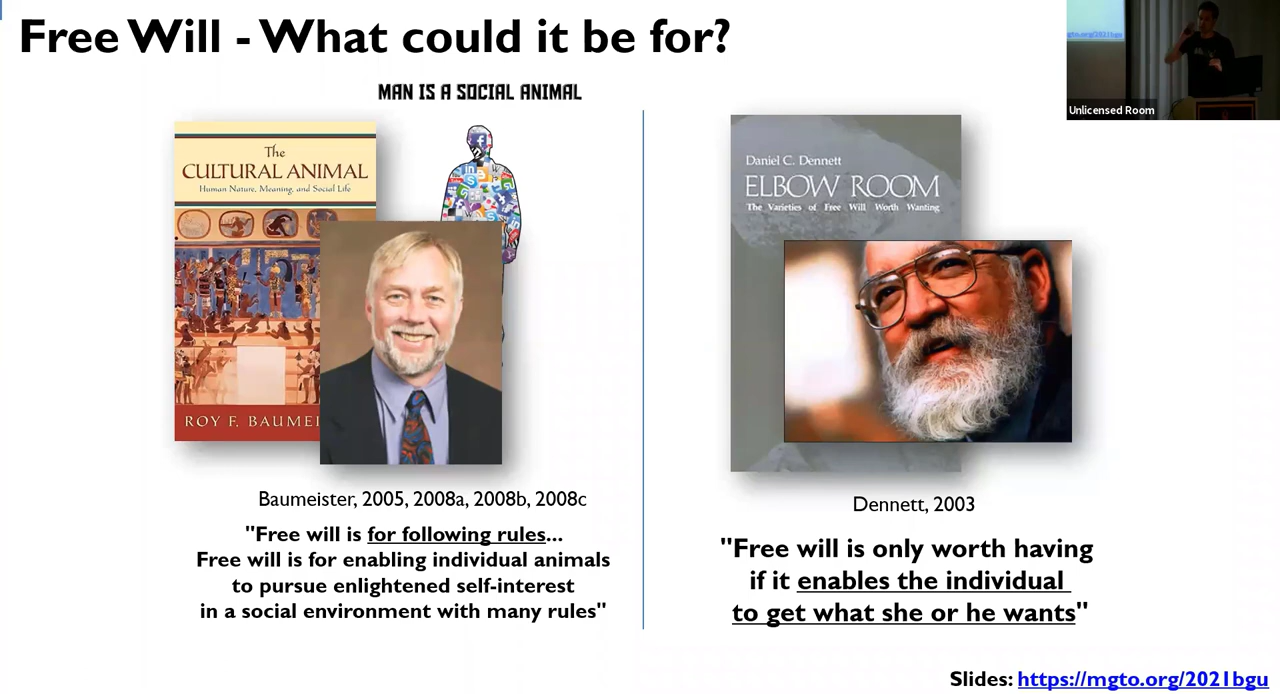 Free Will - What could it be for?
MAN IS A SOCIAL ANIMAL
The
CULTURAL ANIMAL
Human Nature, Meaning, and Social Life
ROY F. BAUMEI
Baumeister, 2005, 2008a, 2008b, 2008c
"Free will is for following rules...
Free will is for enabling individual animals
to pursue enlightened self-interest
in a social environment with many rules"
Daniel C. Dennett
ELBOW ROOM
The Varieties of Free Will Worth Wanting
Dennett, 2003
"Free will is only worth having
if it enables the individual
to get what she or he wants"
Slides: https://mgto.org/2021bgu
mgto.org/2021bgu
Unlicensed Room